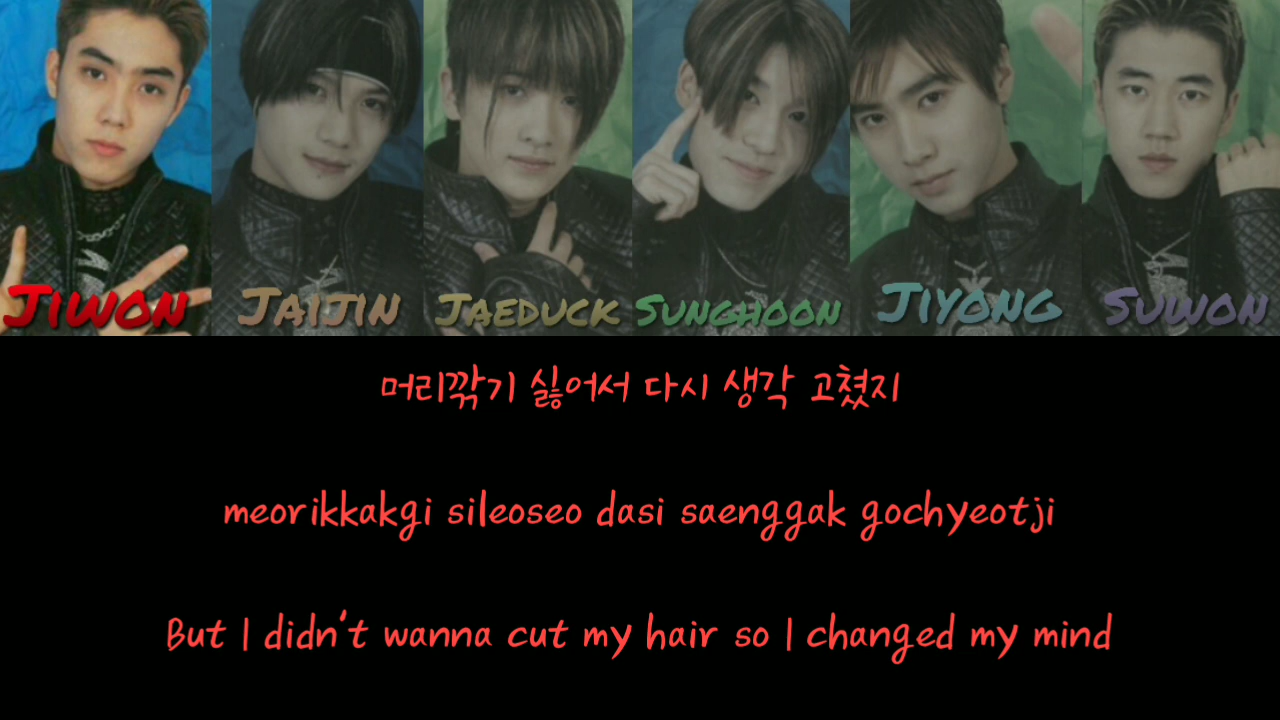 JIWON JAIJIN JAEDUCK SUNGHOON JIYONG SUWON
머리깎기 싫어서 다시 생각 고쳤지
meorikkakgi sileoseo dasi saenggak gochyeotji
But I didn't wanna cut my hair so I changed my mind